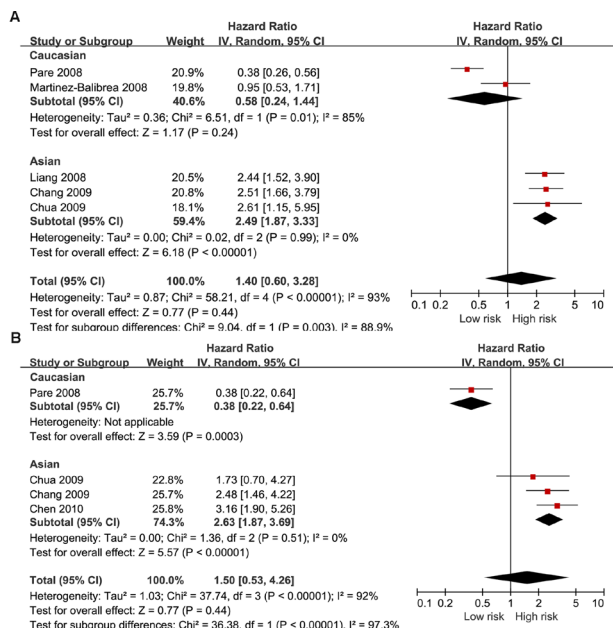 A
Hazard Ratio Hazard Ratio
Study or Subgroup Weight IV, Random, 95% CI IV, Random, 95% CI
Caucasian
Pare 2008 20.9% 0.38 [0.26, 0.56]
Martinez-Balibrea 2008 19.8% 0.95 [0.53, 1.71]
Subtotal (95% CI) 40.6% 0.58 [0.24, 1.44]
Heterogeneity: Tau² = 0.36; Chi² = 6.51, df = 1 (P = 0.01); I² = 85%
Test for overall effect: Z = 1.17 (P = 0.24)
Asian
Liang 2008 20.5% 2.44 [1.52, 3.90]
Chang 2009 20.8% 2.51 [1.66, 3.79]
Chua 2009 18.1% 2.61 [1.15, 5.95]
Subtotal (95% CI) 59.4% 2.49 [1.87, 3.33]
Heterogeneity: Tau² = 0.00; Chi² = 0.02, df = 2 (P = 0.99); I² = 0%
Test for overall effect: Z = 6.18 (P < 0.00001)
Total (95% CI) 100.0% 1.40 [0.60, 3.28]
Heterogeneity: Tau² = 0.87; Chi² = 58.21, df = 4 (P < 0.00001); I² = 93%
Test for overall effect: Z = 0.77 (P = 0.44)
Test for subgroup differences: Chi² = 9.04, df = 1 (P = 0.003), I² = 88.9%
0.1 0.2 0.5 1 2 5 10
Low risk High risk
B
Hazard Ratio Hazard Ratio
Study or Subgroup Weight IV, Random, 95% CI IV, Random, 95% CI
Caucasian
Pare 2008 25.7% 0.38 [0.22, 0.64]
Subtotal (95% CI) 25.7% 0.38 [0.22, 0.64]
Heterogeneity: Not applicable
Test for overall effect: Z = 3.59 (P = 0.0003)
Asian
Chua 2009 22.8% 1.73 [0.70, 4.27]
Chang 2009 25.7% 2.48 [1.46, 4.22]
Chen 2010 25.8% 3.16 [1.90, 5.26]
Subtotal (95% CI) 74.3% 2.63 [1.87, 3.69]
Heterogeneity: Tau² = 0.00; Chi² = 1.36, df = 2 (P = 0.51); I² = 0%
Test for overall effect: Z = 5.57 (P < 0.00001)
Total (95% CI) 100.0% 1.50 [0.53, 4.26]
Heterogeneity: Tau² = 1.03; Chi² = 37.74, df = 3 (P < 0.00001); I² = 92%
Test for overall effect: Z = 0.77 (P = 0.44)
Test for subgroup differences: Chi² = 36.38, df = 1 (P < 0.00001), I² = 97.3%
0.1 0.2 0.5 1 2 5 10
Low risk High risk